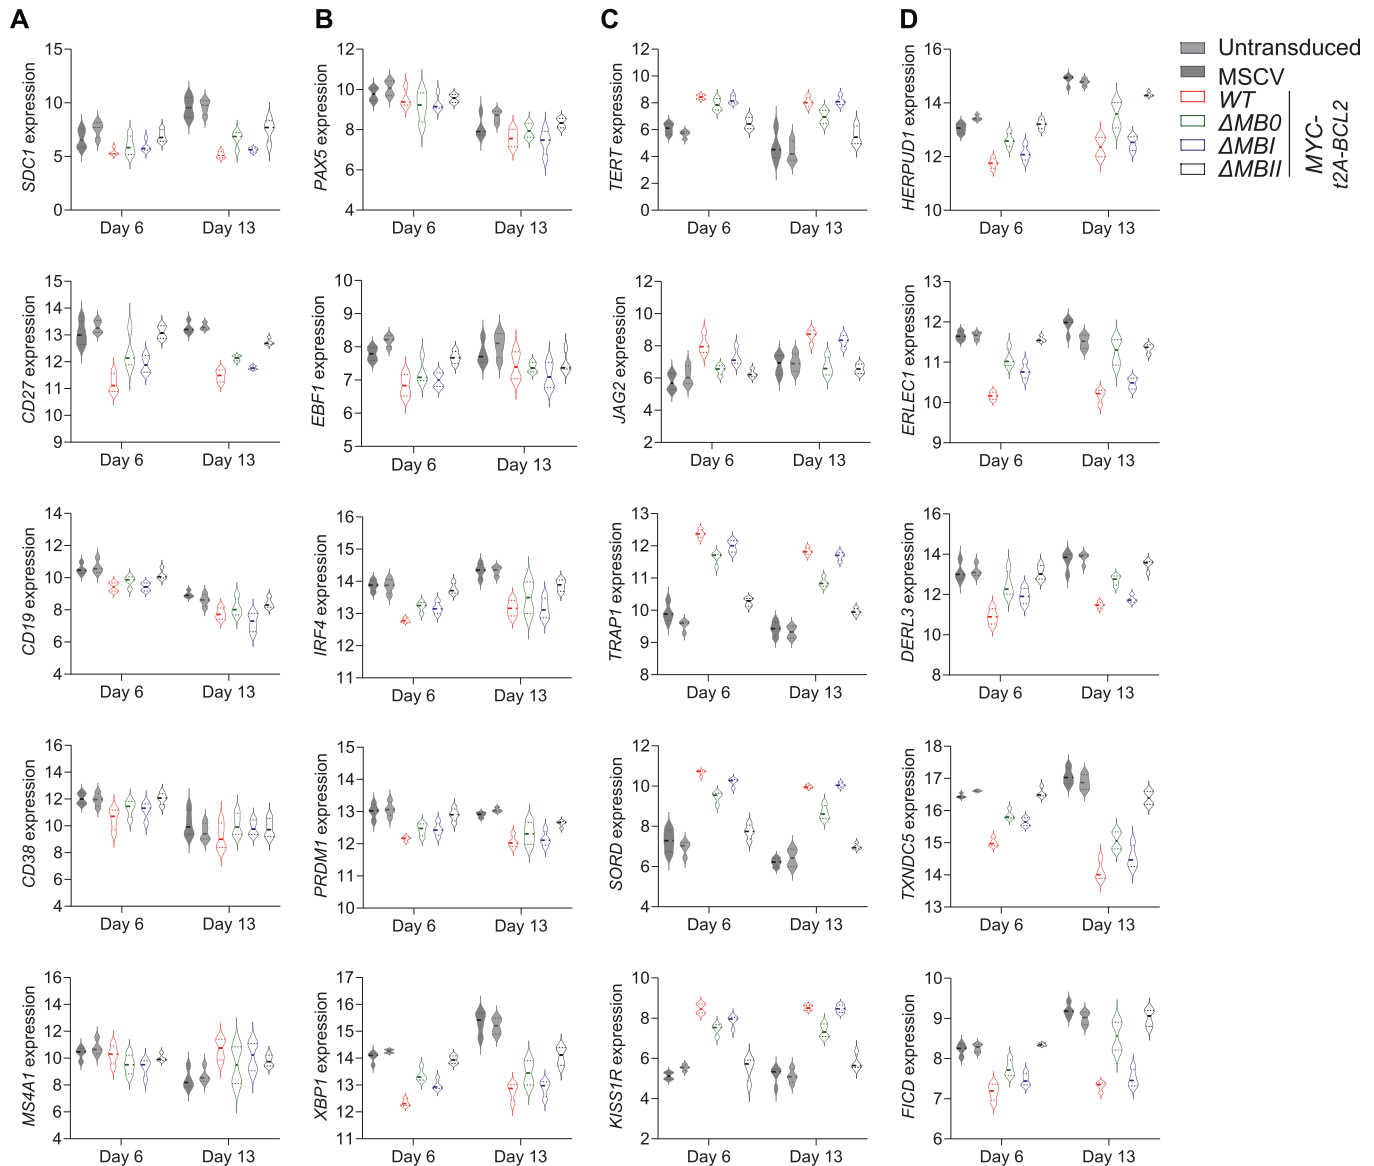 A
B
C
D
SDC1 expression
15
10
5
0
Day 6 Day 13
PAX5 expression
12
10
8
6
4
Day 6 Day 13
TERT expression
12
10
8
6
4
2
0
Day 6 Day 13
HERPUD1 expression
16
14
12
10
Day 6 Day 13
Untransduced
MSCV
WT
ΔMB0
ΔMBI
ΔMBII
MYC-
t2A-BCL2
CD27 expression
15
14
13
12
11
10
9
Day 6 Day 13
EBF1 expression
10
9
8
7
6
5
Day 6 Day 13
JAG2 expression
12
10
8
6
4
2
Day 6 Day 13
ERLEC1 expression
13
12
11
10
9
Day 6 Day 13
CD19 expression
14
12
10
8
6
4
Day 6 Day 13
IRF4 expression
16
15
14
13
12
11
Day 6 Day 13
TRAP1 expression
13
12
11
10
9
8
Day 6 Day 13
DERL3 expression
16
14
12
10
8
Day 6 Day 13
CD38 expression
16
14
12
10
8
6
4
Day 6 Day 13
PRDM1 expression
15
14
13
12
11
10
Day 6 Day 13
SORD expression
12
10
8
6
4
Day 6 Day 13
TXNDC5 expression
18
17
16
15
14
13
Day 6 Day 13
MS4A1 expression
16
14
12
10
8
6
4
Day 6 Day 13
XBP1 expression
17
16
15
14
13
12
11
Day 6 Day 13
KISS1R expression
10
8
6
4
2
Day 6 Day 13
FICD expression
10
9
8
7
6
Day 6 Day 13